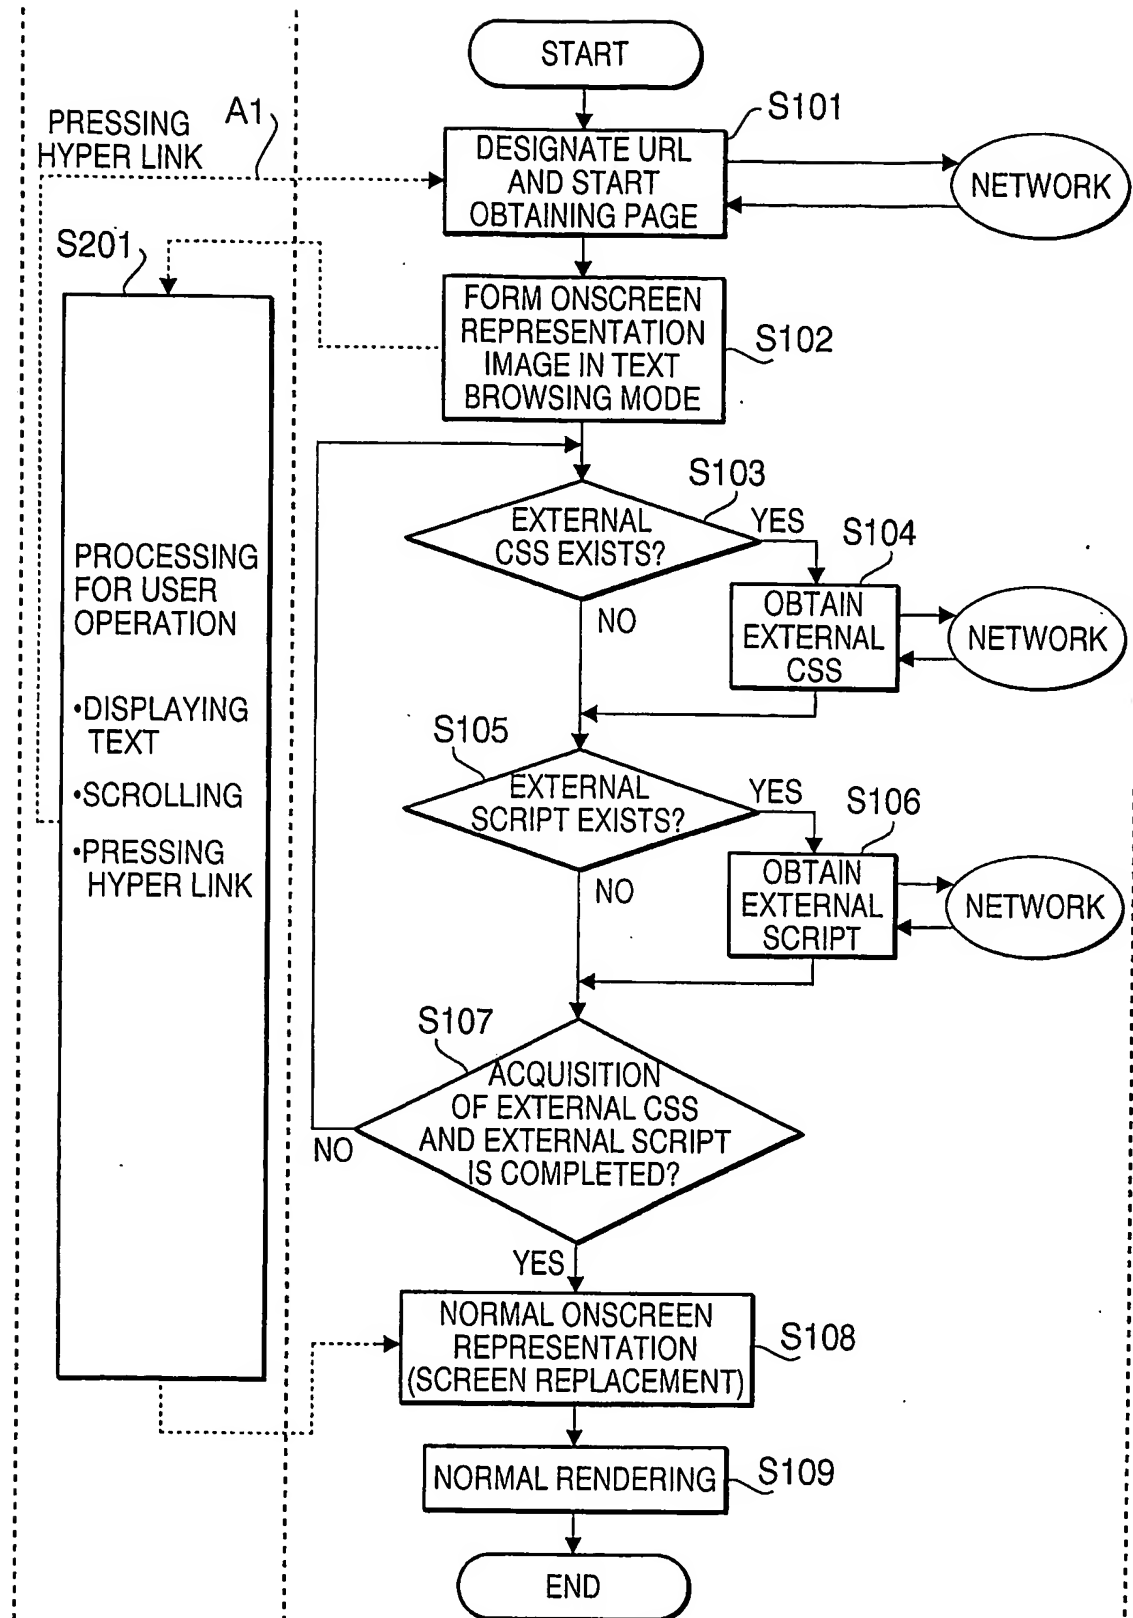 START
PRESSING
HYPER LINK
A1
S101
DESIGNATE URL
AND START
OBTAINING PAGE
NETWORK
S201
FORM ONSCREEN
REPRESENTATION
IMAGE IN TEXT
BROWSING MODE
S102
S103
EXTERNAL
CSS EXISTS?
YES
NO
S104
OBTAIN
EXTERNAL
CSS
NETWORK
PROCESSING
FOR USER
OPERATION
•DISPLAYING
TEXT
•SCROLLING
•PRESSING
HYPER LINK
S105
EXTERNAL
SCRIPT EXISTS?
YES
NO
S106
OBTAIN
EXTERNAL
SCRIPT
NETWORK
S107
ACQUISITION
OF EXTERNAL CSS
AND EXTERNAL SCRIPT
IS COMPLETED?
NO
YES
NORMAL ONSCREEN
REPRESENTATION
(SCREEN REPLACEMENT)
S108
NORMAL RENDERING
S109
END